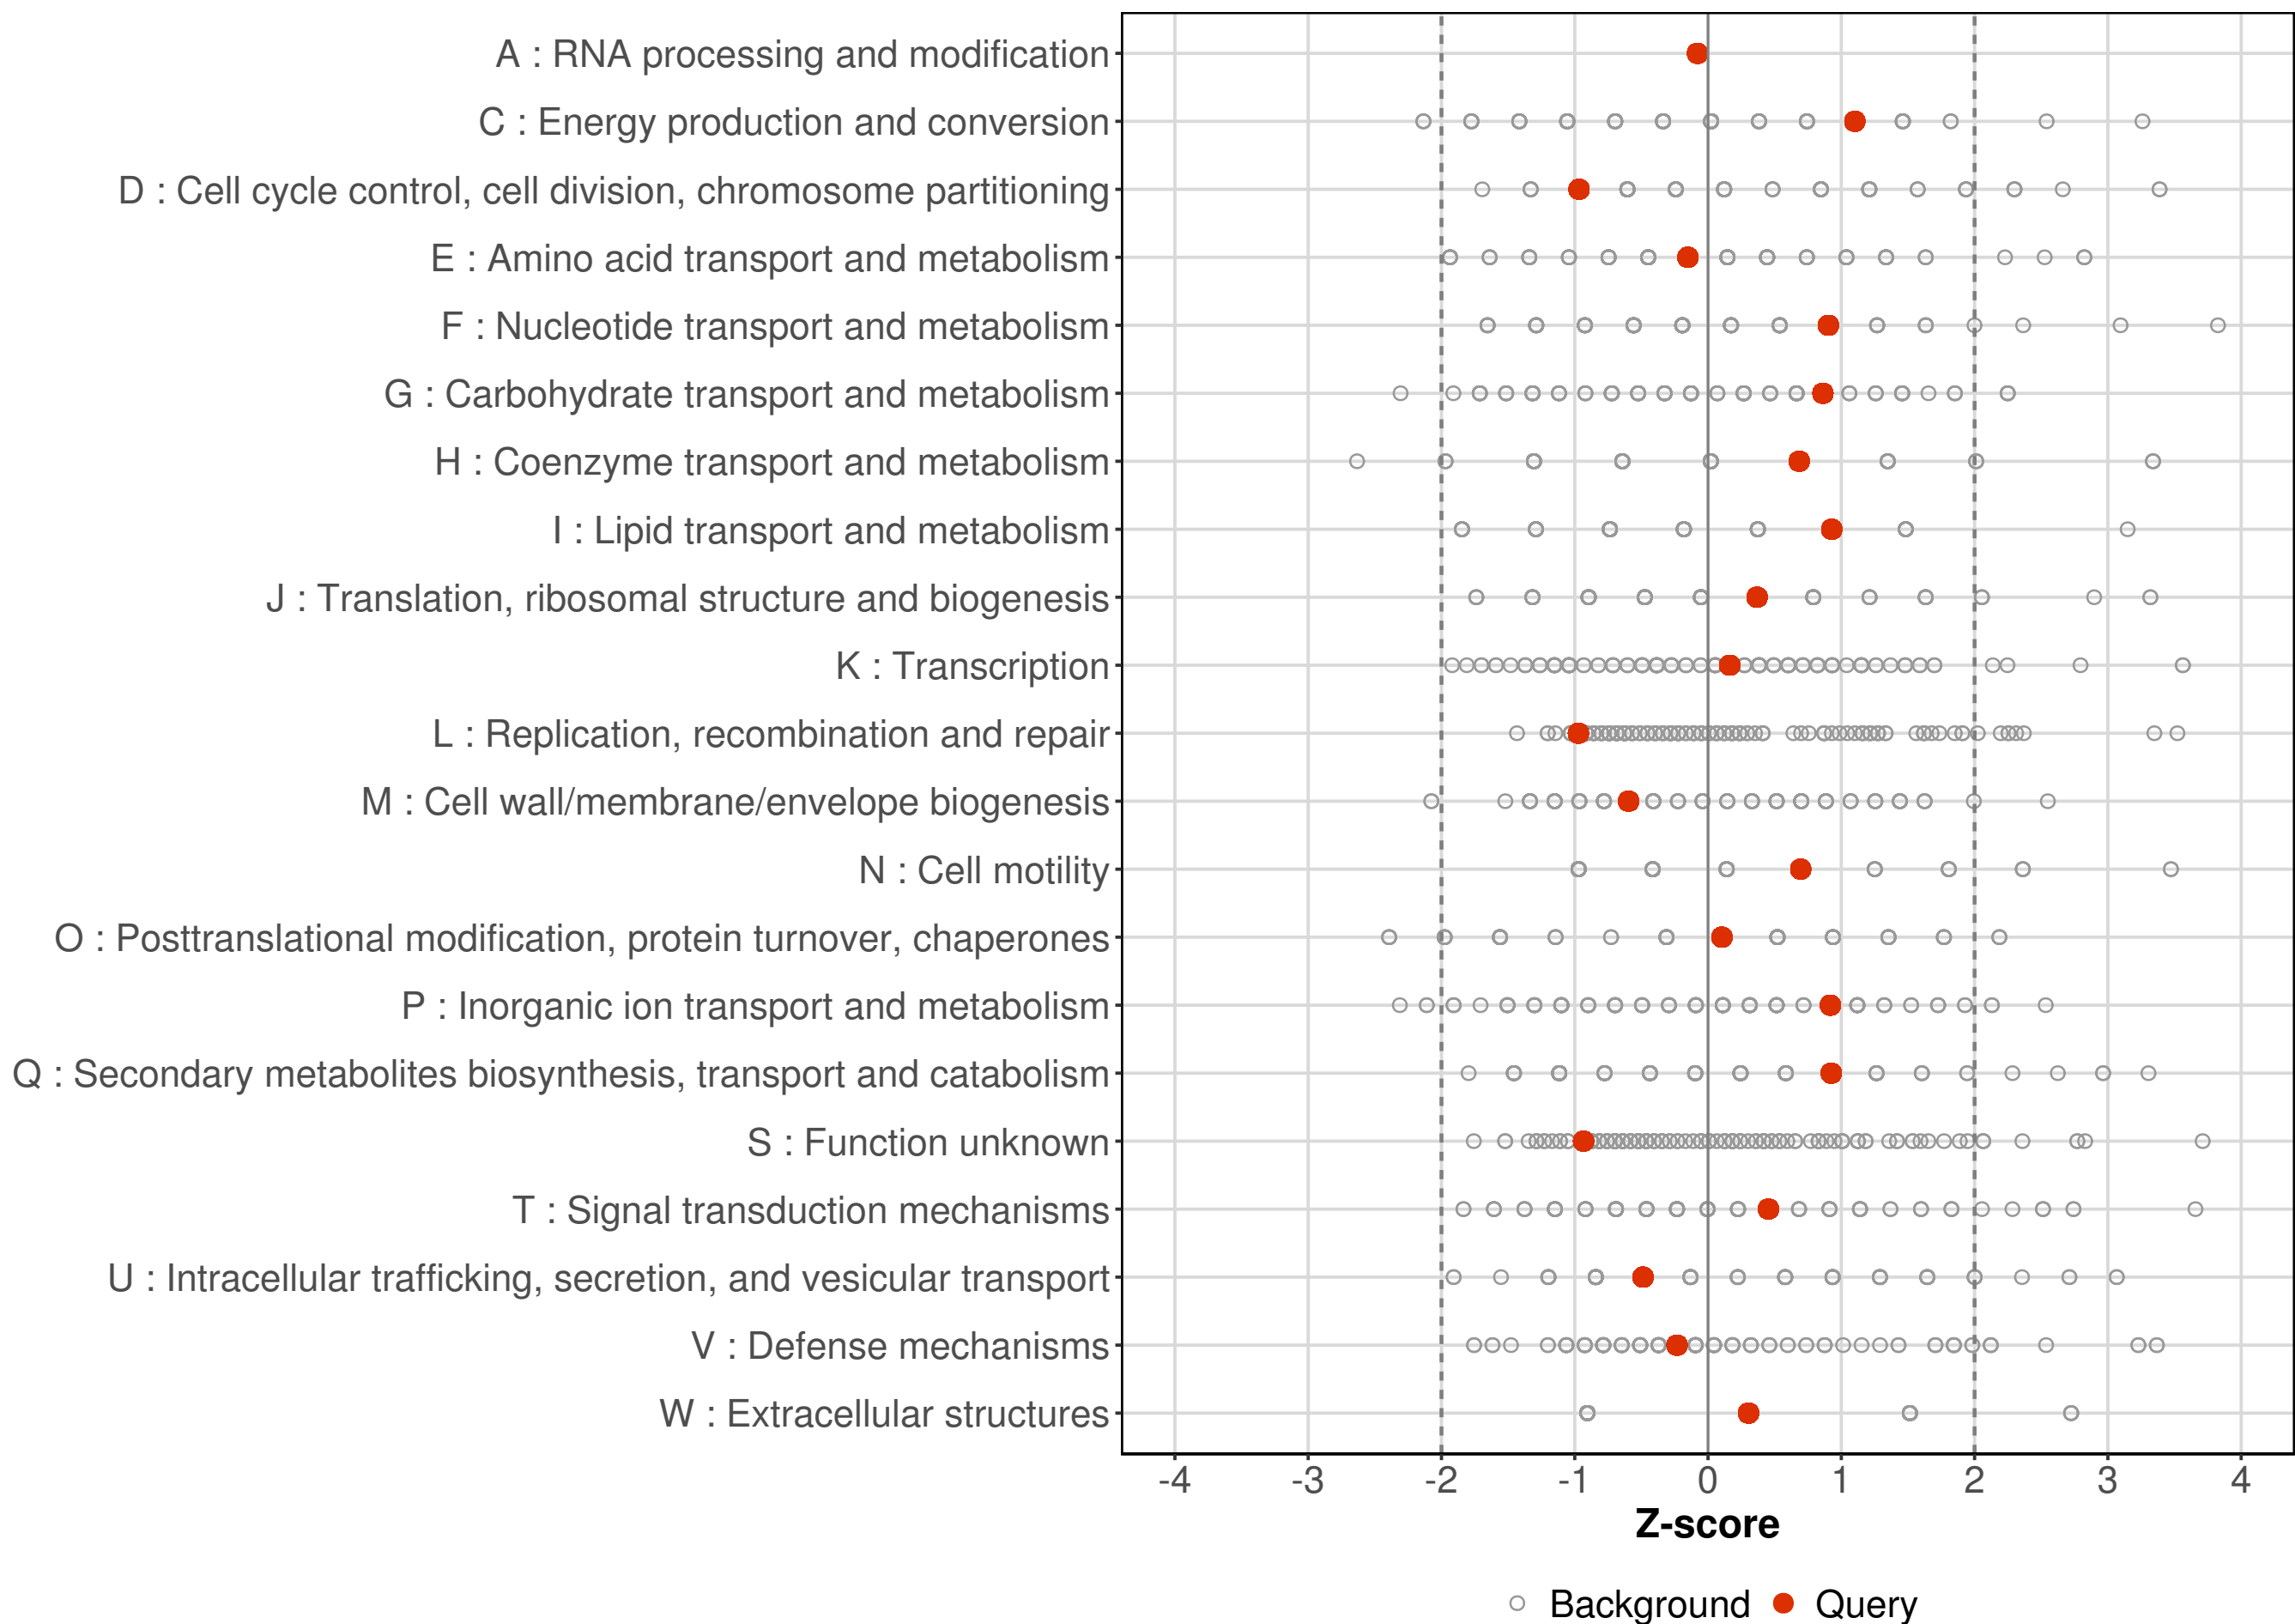 A : RNA processing and modification
C : Energy production and conversion
D : Cell cycle control, cell division, chromosome partitioning
E : Amino acid transport and metabolism
F : Nucleotide transport and metabolism
G : Carbohydrate transport and metabolism
H : Coenzyme transport and metabolism
I : Lipid transport and metabolism
J : Translation, ribosomal structure and biogenesis
K : Transcription
L : Replication, recombination and repair
M : Cell wall/membrane/envelope biogenesis
N : Cell motility
O : Posttranslational modification, protein turnover, chaperones
P : Inorganic ion transport and metabolism
Q : Secondary metabolites biosynthesis, transport and catabolism
S : Function unknown
T : Signal transduction mechanisms
U : Intracellular trafficking, secretion, and vesicular transport
V : Defense mechanisms
W : Extracellular structures
-4 -3 -2 -1 0 1 2 3 4
Z-score
Background Query